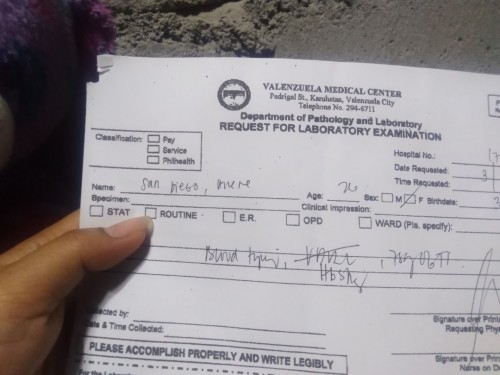 VALENZUELA MEDICAL CENTER
Padrigal St., Karuhatan, Valenzuela City
Telephone No. 294-6711
Department of Pathology and Laboratory
REQUEST FOR LABORATORY EXAMINATION
Classification: Pay
Service
Philhealth
Hospital No.:
Date Requested: 3
Time Requested:
Name: San Diego, Age: 26 Sex: M F Birthdate: 3
Specimen: Clinical Impression:
STAT ROUTINE E.R. OPD WARD (Pls. specify):
Blood typing,
HbsAg
Signature over
Requesting
Date & Time Collected:
Signature over
PLEASE ACCOMPLISH PROPERLY AND WRITE LEGIBLY